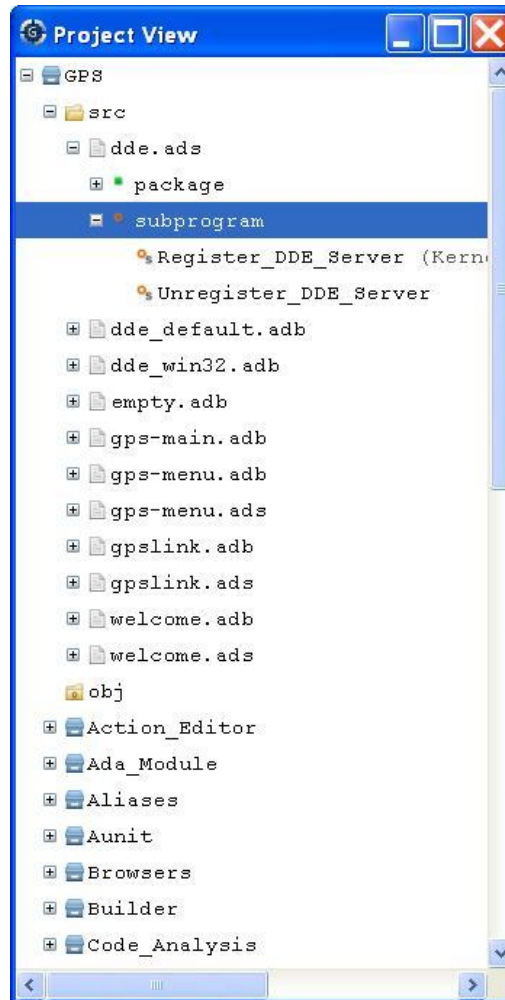 Project View
GPS
src
dde.ads
package
subprogram
Register_DDE_Server (Kern
Unregister_DDE_Server
dde_default.adb
dde_win32.adb
empty.adb
gps-main.adb
gps-menu.adb
gps-menu.ads
gpslink.adb
gpslink.ads
welcome.adb
welcome.ads
obj
Action_Editor
Ada_Module
Aliases
Aunit
Browsers
Builder
Code_Analysis